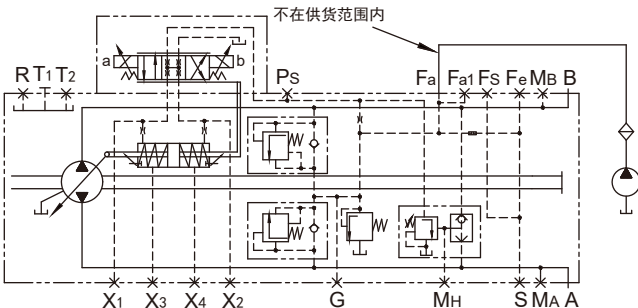 不在供货范围内
a b
R T1 T2 PS Fa Fa1 FS Fe MB B
X1 X3 X4 X2 G MH S MA A